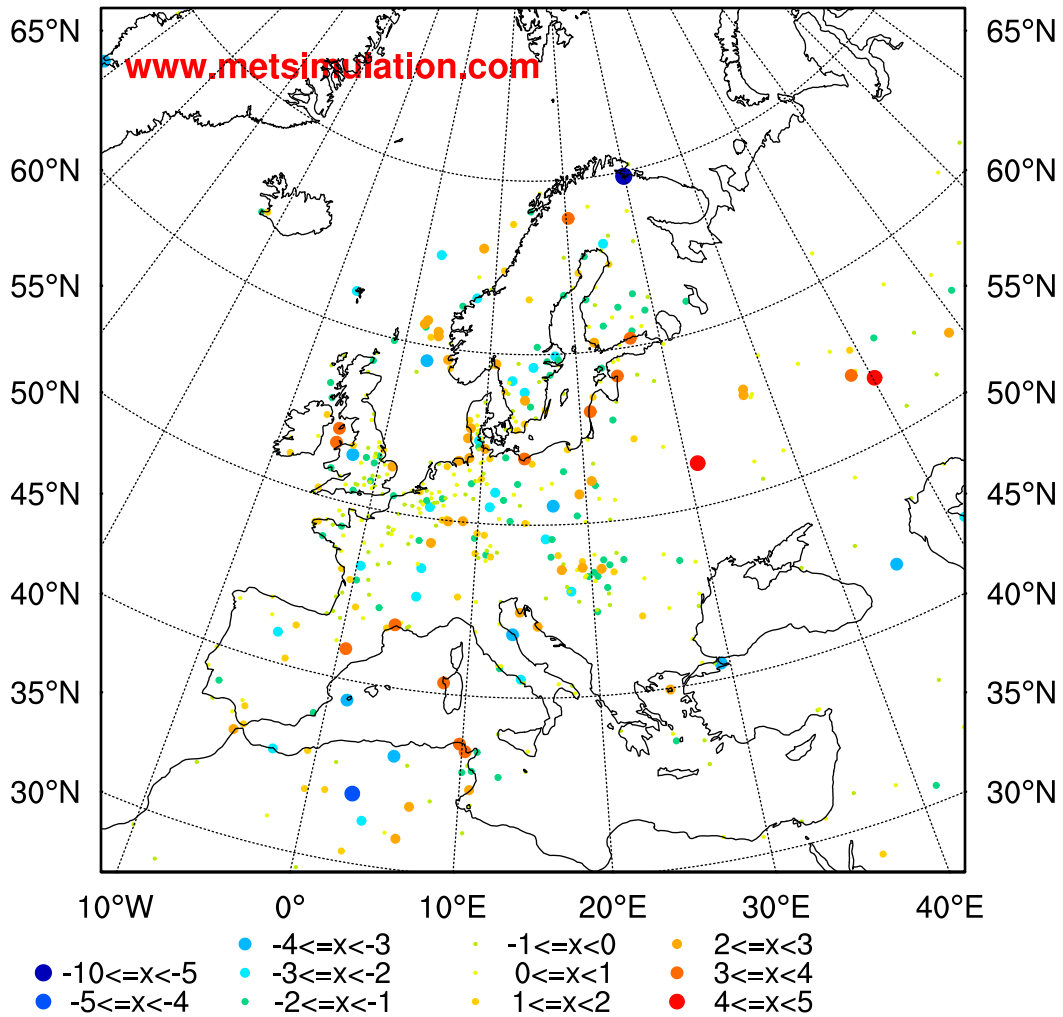 65°N 65°N
www.metsimulation.com
60°N 60°N
55°N 55°N
50°N 50°N
45°N 45°N
40°N 40°N
35°N 35°N
30°N 30°N
10°W 0° 10°E 20°E 30°E 40°E
-4<=x<-3 -1<=x<0 2<=x<3
-10<=x<-5 -3<=x<-2 0<=x<1 3<=x<4
-5<=x<-4 -2<=x<-1 1<=x<2 4<=x<5